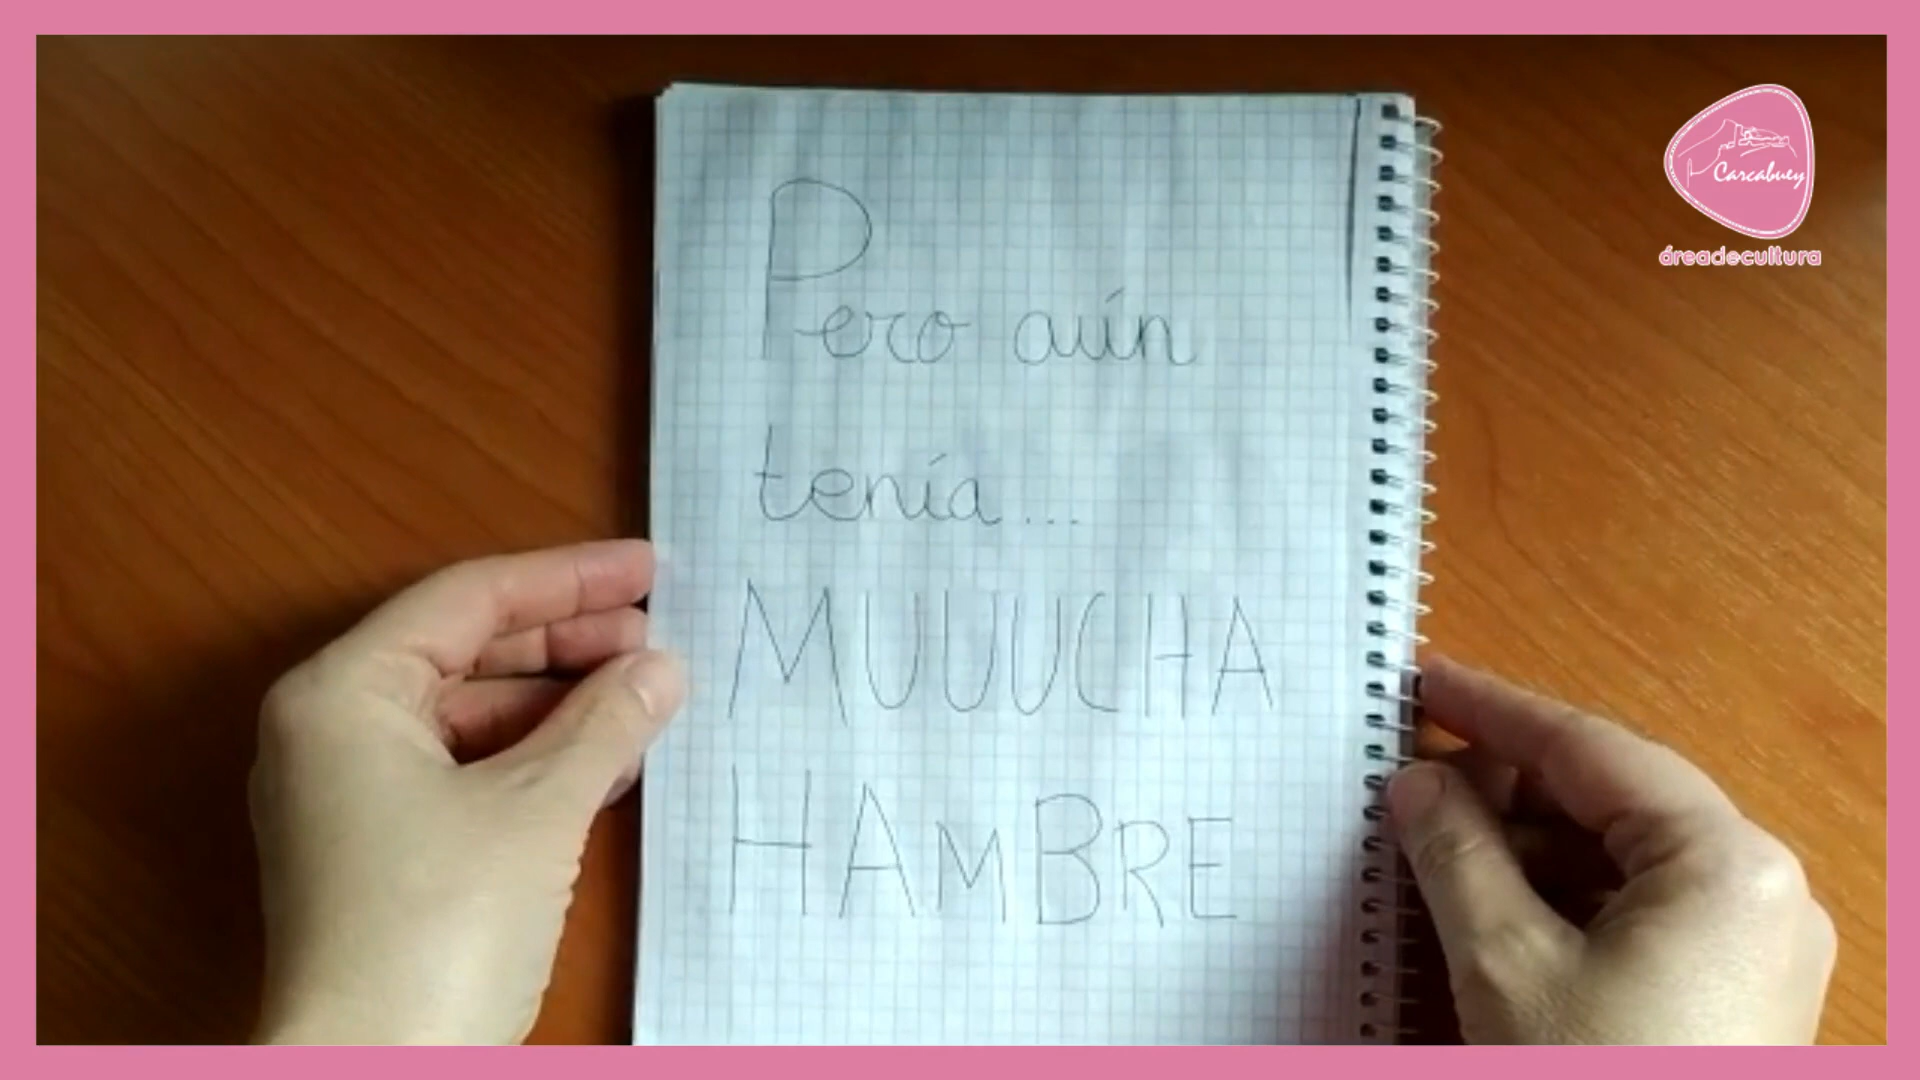 Pero aún
tenía...
MUUUCHA
HAMBRE
Carcabuey
áreadecultura